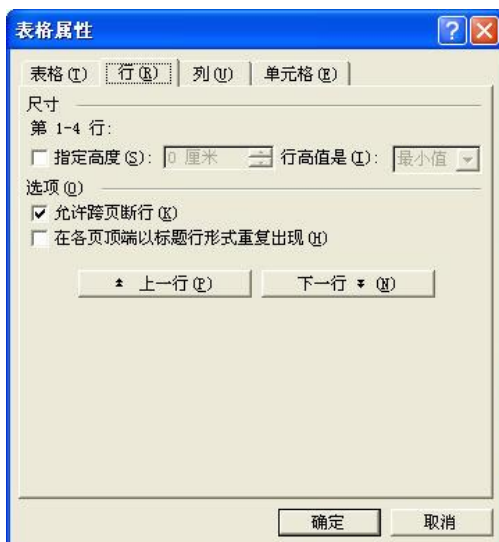 表格属性
表格(T) 行(R) 列(U) 单元格(E)
尺寸
第 1-4 行:
指定高度(S): 0 厘米 行高值是(I): 最小值
选项(O)
允许跨页断行(K)
在各页顶端以标题行形式重复出现(H)
上一行(P) 下一行 (N)
确定 取消